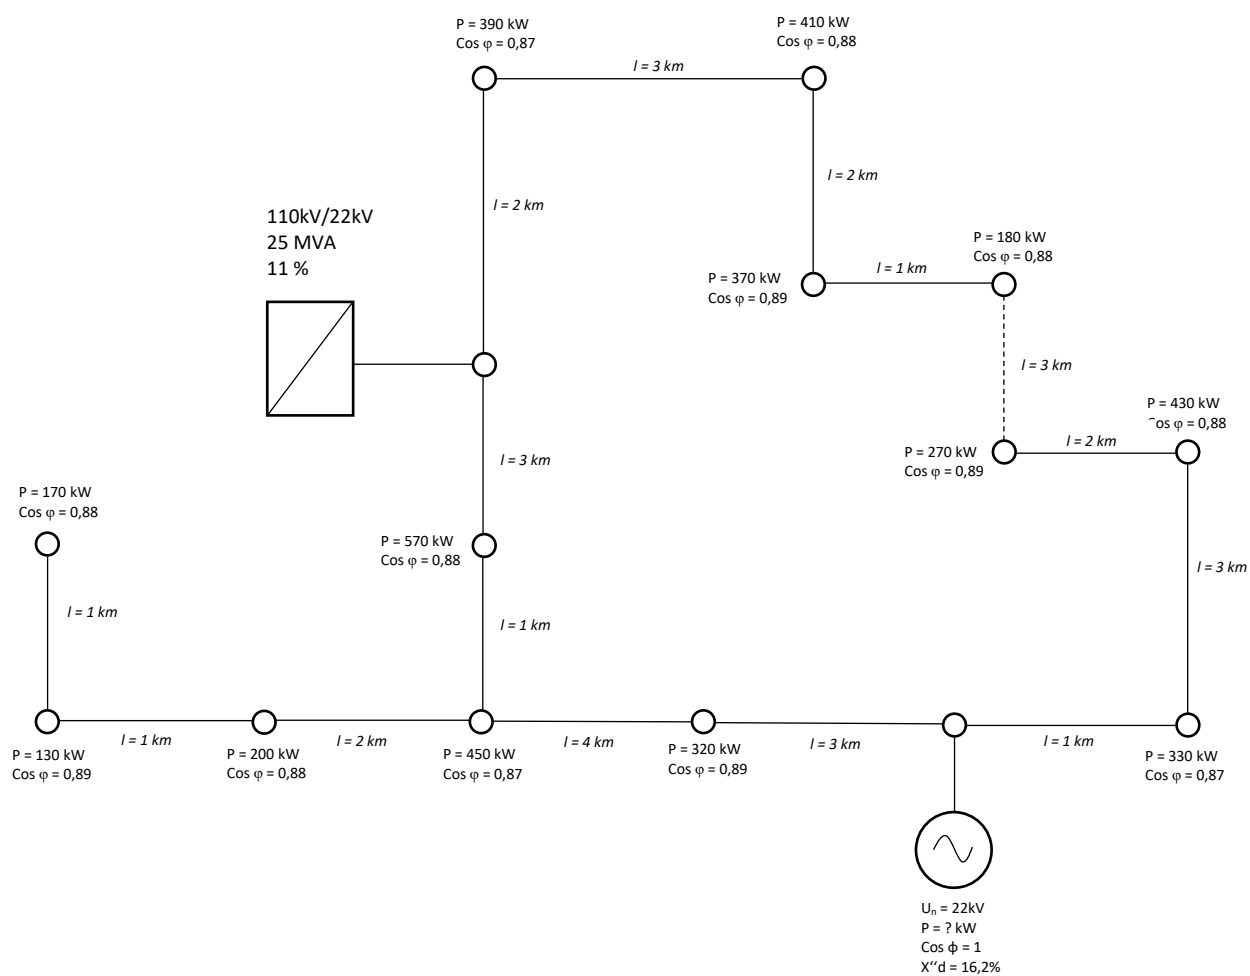 P = 390 kW
Cos φ = 0,87
P = 410 kW
Cos φ = 0,88
l = 3 km
l = 2 km
l = 2 km
110kV/22kV
25 MVA
11 %
P = 180 kW
Cos φ = 0,88
P = 370 kW
Cos φ = 0,89
l = 1 km
l = 3 km
P = 430 kW
os φ = 0,88
l = 2 km
P = 270 kW
Cos φ = 0,89
l = 3 km
P = 170 kW
Cos φ = 0,88
P = 570 kW
Cos φ = 0,88
l = 3 km
l = 1 km
l = 1 km
P = 130 kW
Cos φ = 0,89
l = 1 km
P = 200 kW
Cos φ = 0,88
l = 2 km
P = 450 kW
Cos φ = 0,87
l = 4 km
P = 320 kW
Cos φ = 0,89
l = 3 km
l = 1 km
P = 330 kW
Cos φ = 0,87
Uₙ = 22kV
P = ? kW
Cos ϕ = 1
X‘‘d = 16,2%